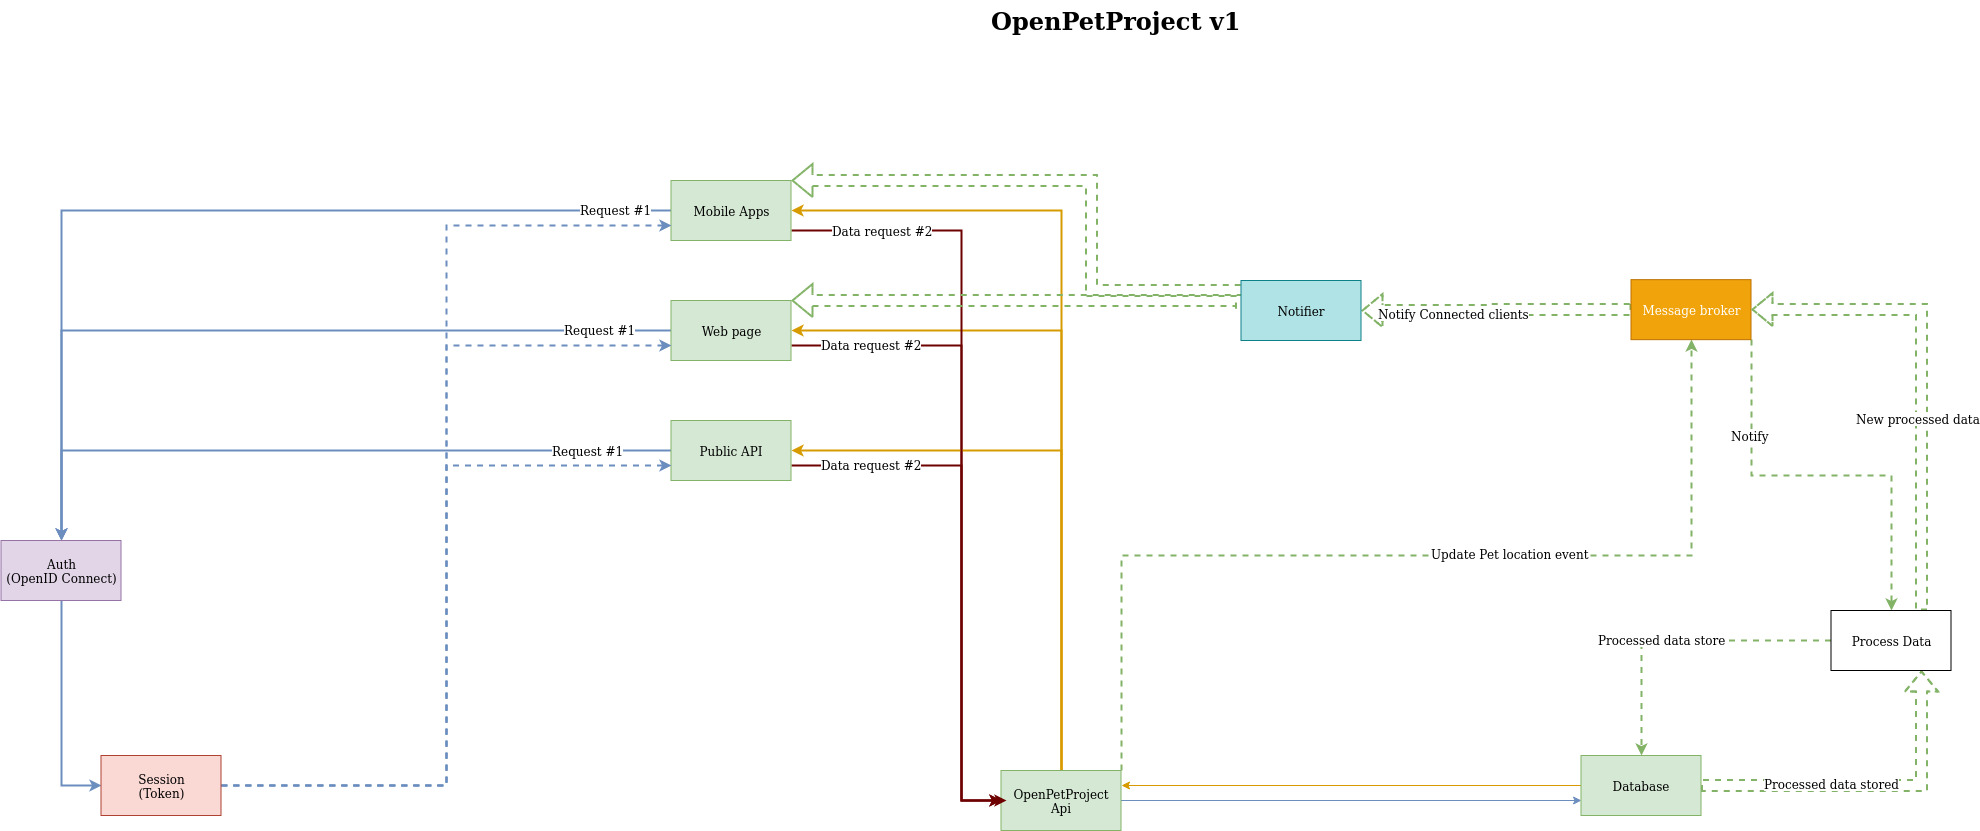 OpenPetProject v1
Request #1
Mobile Apps
Data request #2
Notifier
Message broker
Notify Connected clients
Request #1
Web page
Data request #2
New processed data
Notify
Request #1
Public API
Data request #2
Update Pet location event
Auth
(OpenID Connect)
Processed data store
Process Data
Session
(Token)
OpenPetProject
Api
Database
Processed data stored